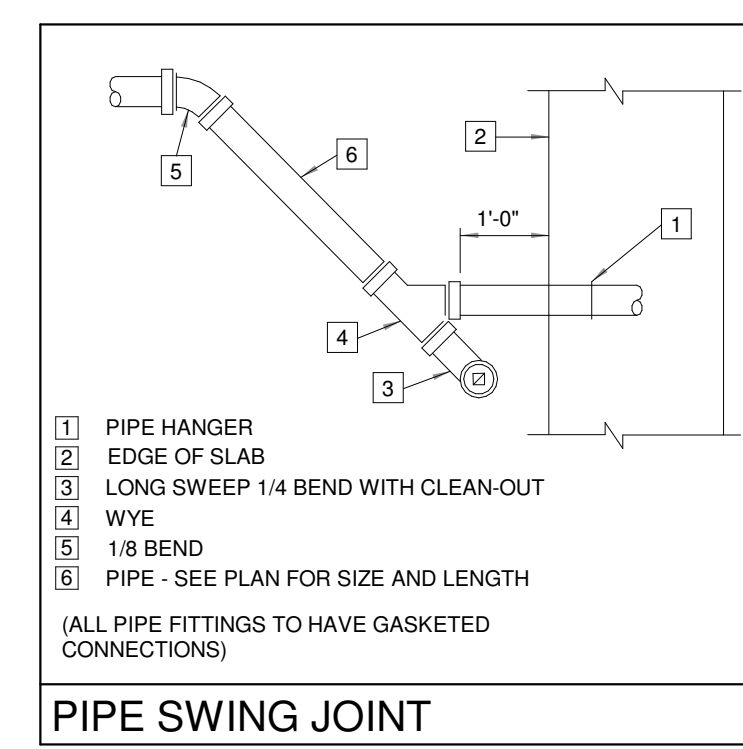 5
6
2
1'-0"
1
4
3
1 PIPE HANGER
2 EDGE OF SLAB
3 LONG SWEEP 1/4 BEND WITH CLEAN-OUT
4 WYE
5 1/8 BEND
6 PIPE - SEE PLAN FOR SIZE AND LENGTH
(ALL PIPE FITTINGS TO HAVE GASKETED
CONNECTIONS)
PIPE SWING JOINT